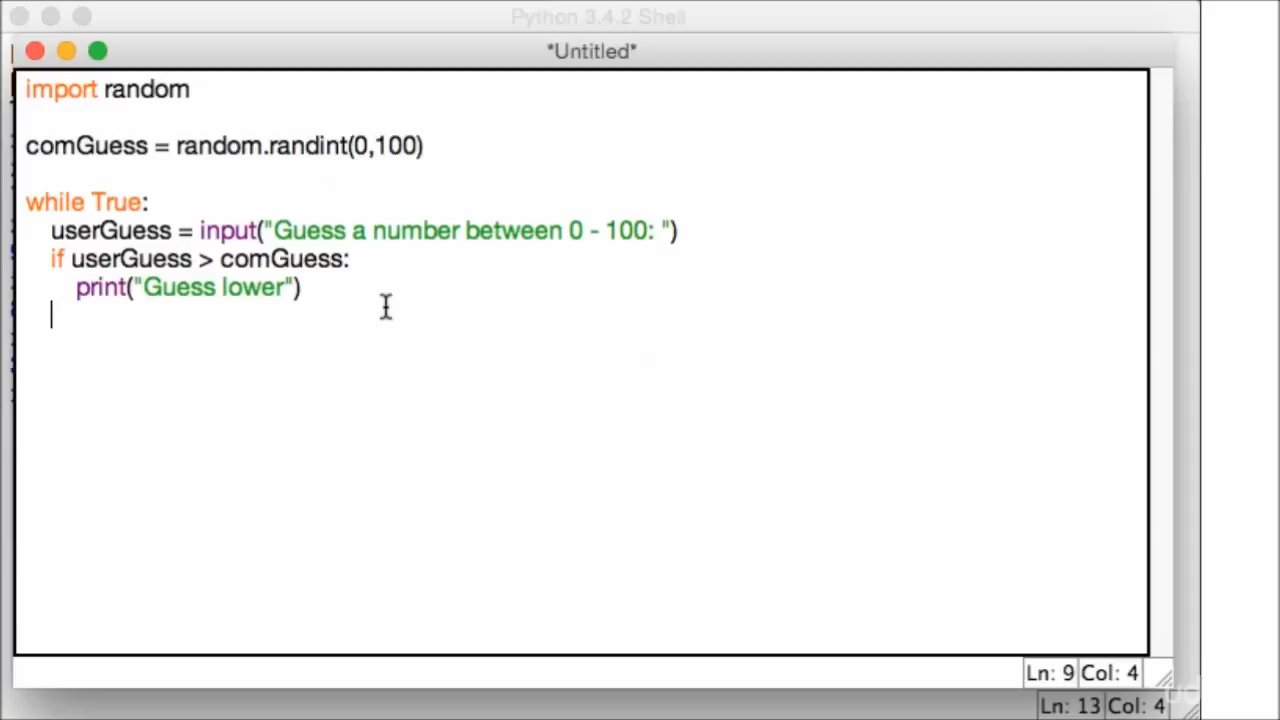 Python 3.4.2 Shell
*Untitled*
import random
comGuess = random.randint(0,100)
while True:
userGuess = input("Guess a number between 0 - 100: ")
if userGuess > comGuess:
print("Guess lower")
Ln: 9 Col: 4
Ln: 13 Col: 4